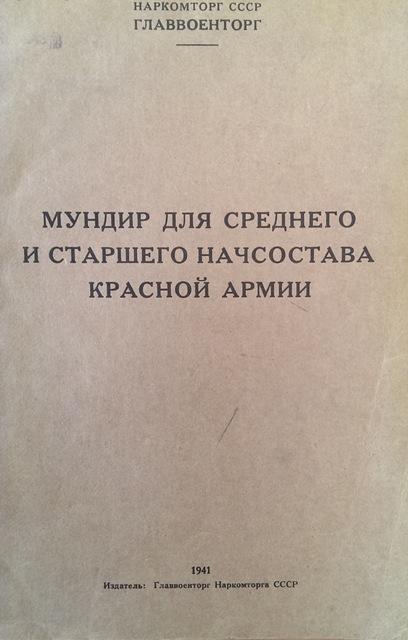 НАРКОМТОРГ СССР
ГЛАВВОЕНТОРГ
МУНДИР ДЛЯ СРЕДНЕГО
И СТАРШЕГО НАЧСОСТАВА
КРАСНОЙ АРМИИ
1941
Издатель: Главвоенторг Наркомторга СССР